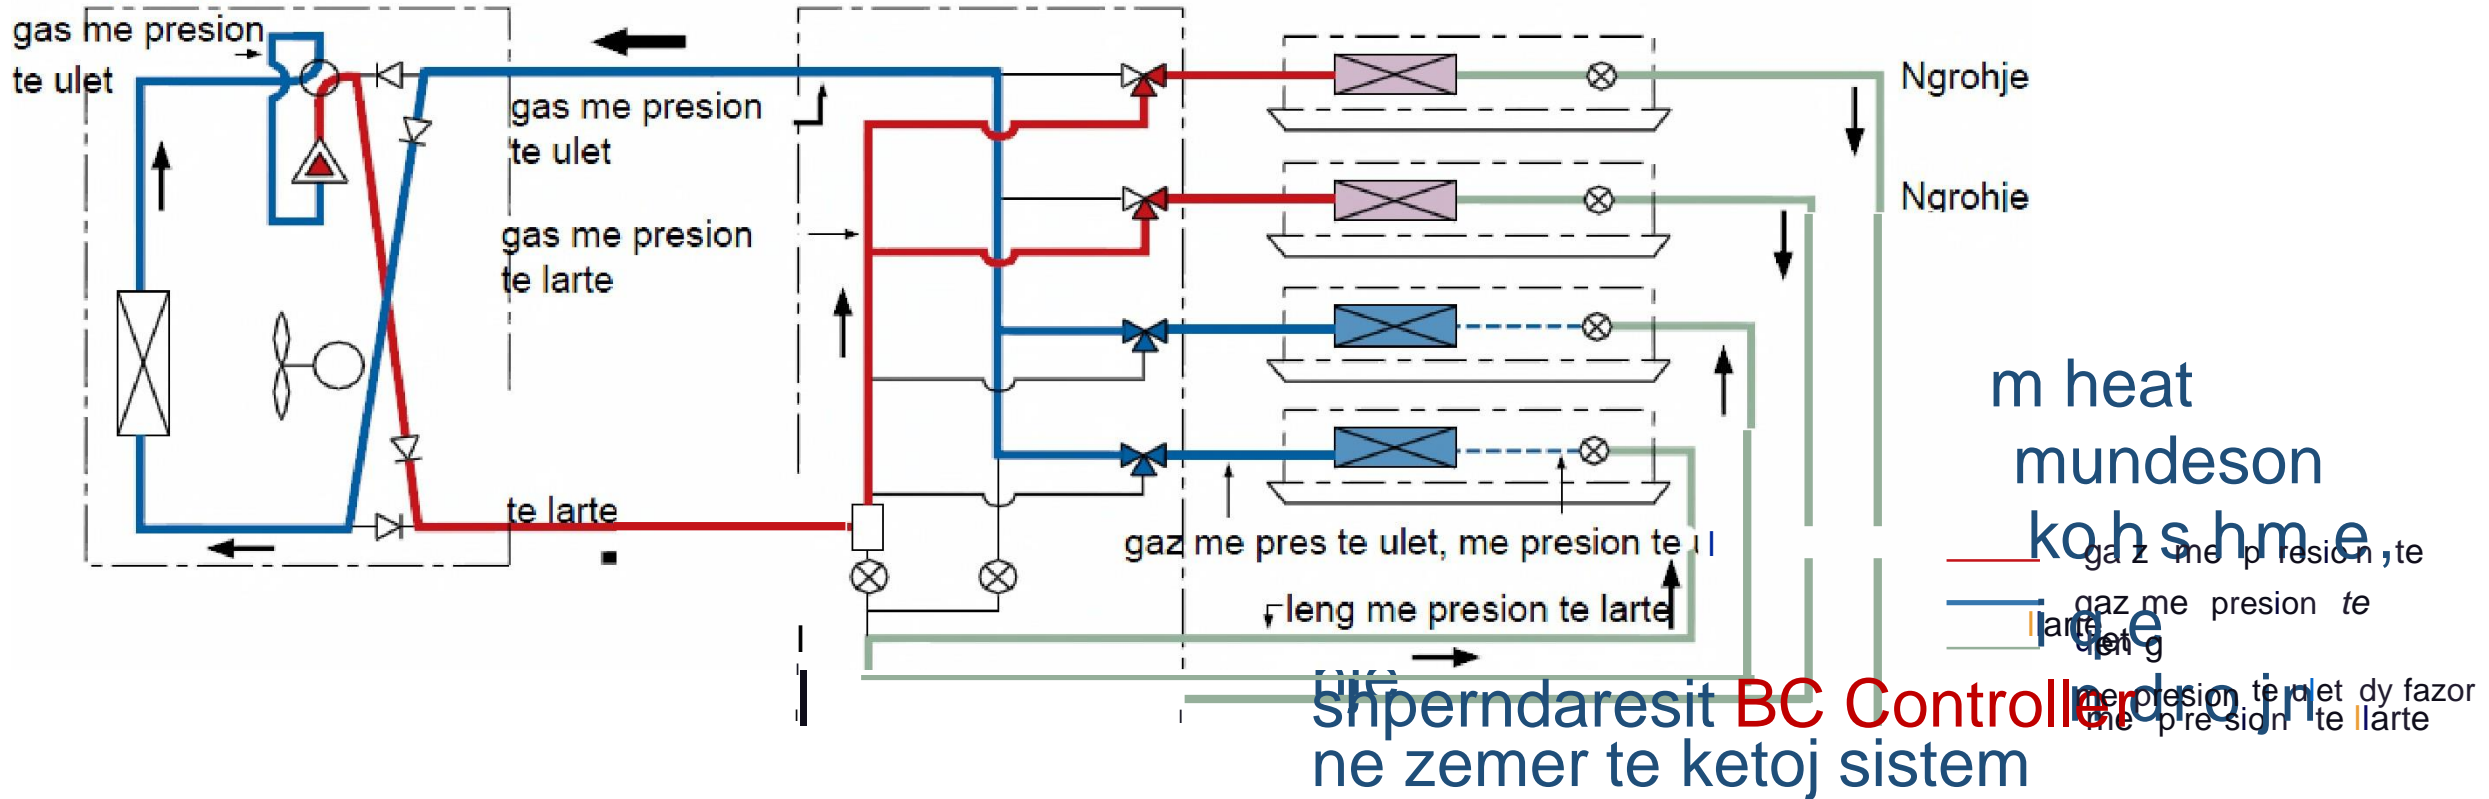 gas me presion
te ulet
gas me presion
te ulet
gas me presion
te larte
te larte
Ngrohje
Ngrohje
gaz me pres te ulet, me presion te
leng me presion te larte
m heat
mundeson
gaz me presion te
gaz me presion te
me presion te ulet dy fazor
me presion te llarte
shperndaresit BC Controller
ne zemer te ketoj sistem